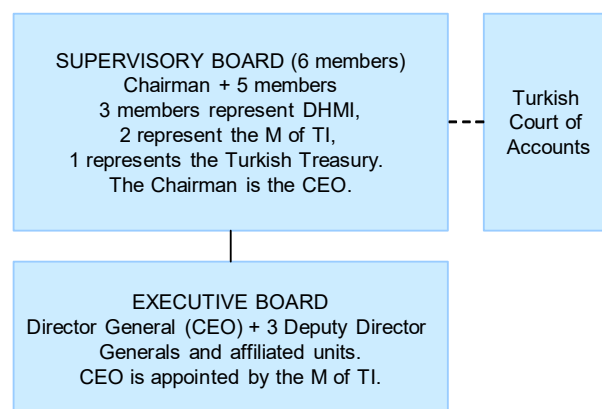 SUPERVISORY BOARD (6 members)
Chairman + 5 members
3 members represent DHMI,
2 represent the M of TI,
1 represents the Turkish Treasury.
The Chairman is the CEO.
Turkish
Court of
Accounts
EXECUTIVE BOARD
Director General (CEO) + 3 Deputy Director
Generals and affiliated units.
CEO is appointed by the M of TI.